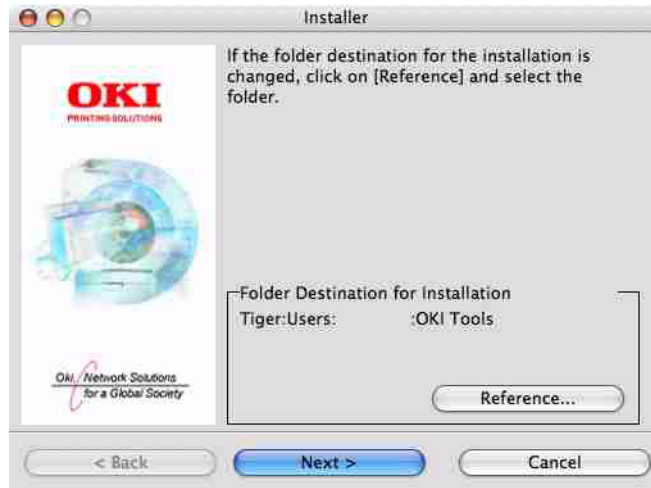 Installer
If the folder destination for the installation is
changed, click on [Reference] and select the
folder.
OKI
PRINTING SOLUTIONS
Folder Destination for Installation
Tiger:Users: :OKI Tools
Oki, Network Solutions
for a Global Society
Reference...
< Back
Next >
Cancel